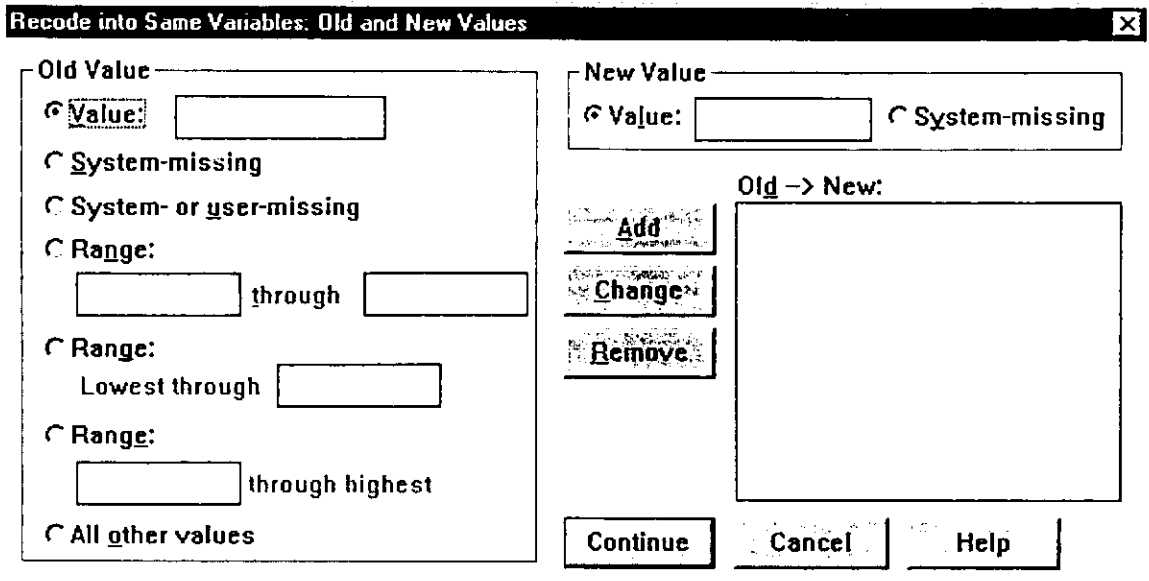 Recode into Same Variables: Old and New Values
Old Value
Value:
System-missing
System- or user-missing
Range:
through
Range:
Lowest through
Range:
through highest
All other values
New Value
Value:
System-missing
Old -> New:
Add
Change
Remove
Continue
Cancel
Help